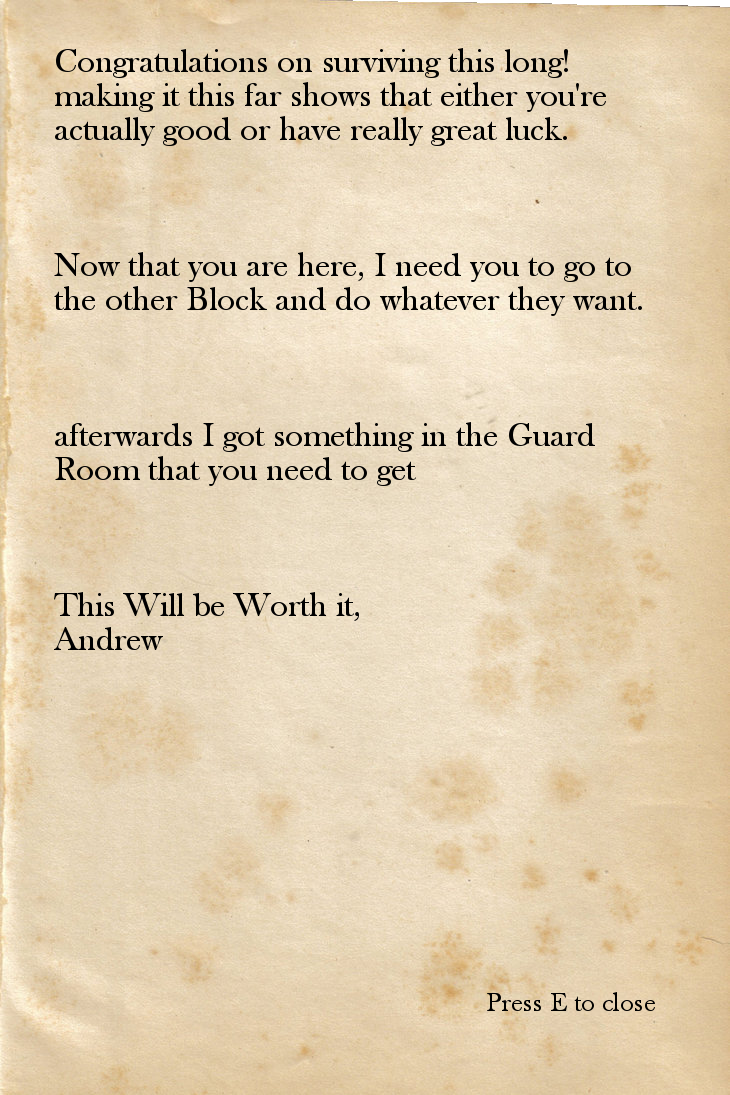 Congratulations on surviving this long!
making it this far shows that either you're
actually good or have really great luck.
Now that you are here, I need you to go to
the other Block and do whatever they want.
afterwards I got something in the Guard
Room that you need to get
This Will be Worth it,
Andrew
Press E to close